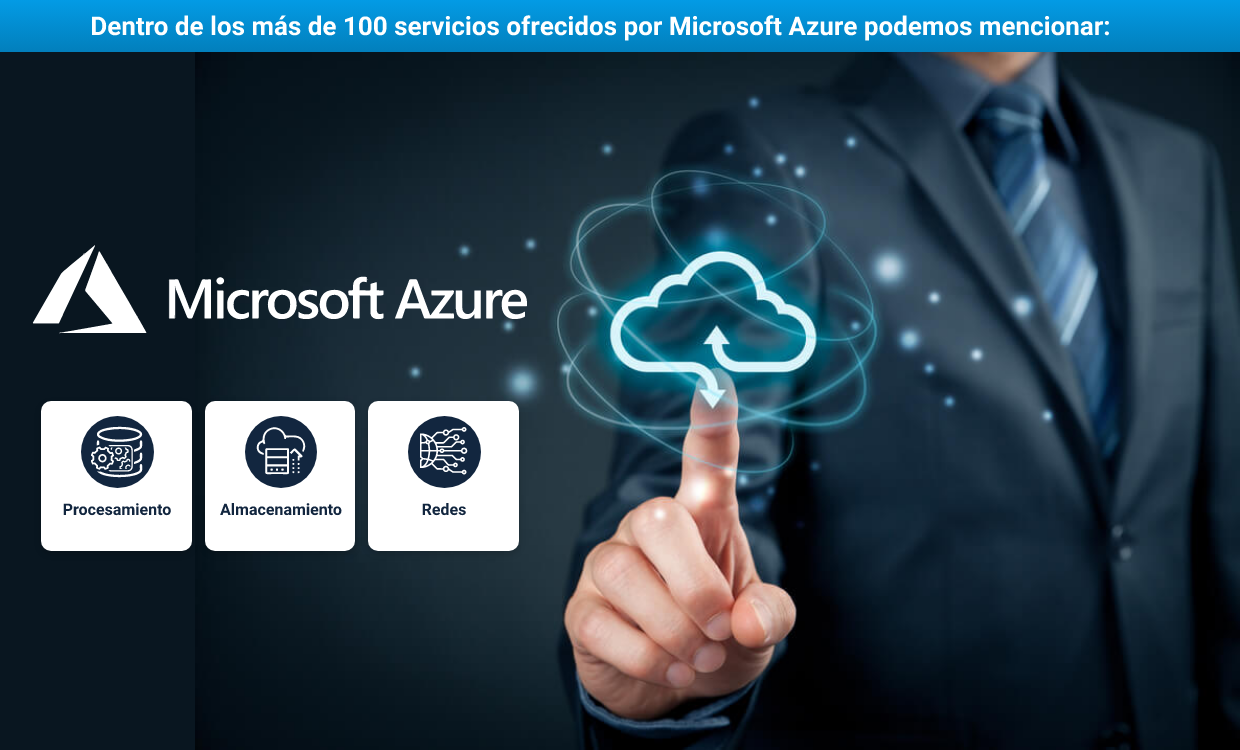 Dentro de los más de 100 servicios ofrecidos por Microsoft Azure podemos mencionar:
Microsoft Azure
Procesamiento
Almacenamiento
Redes